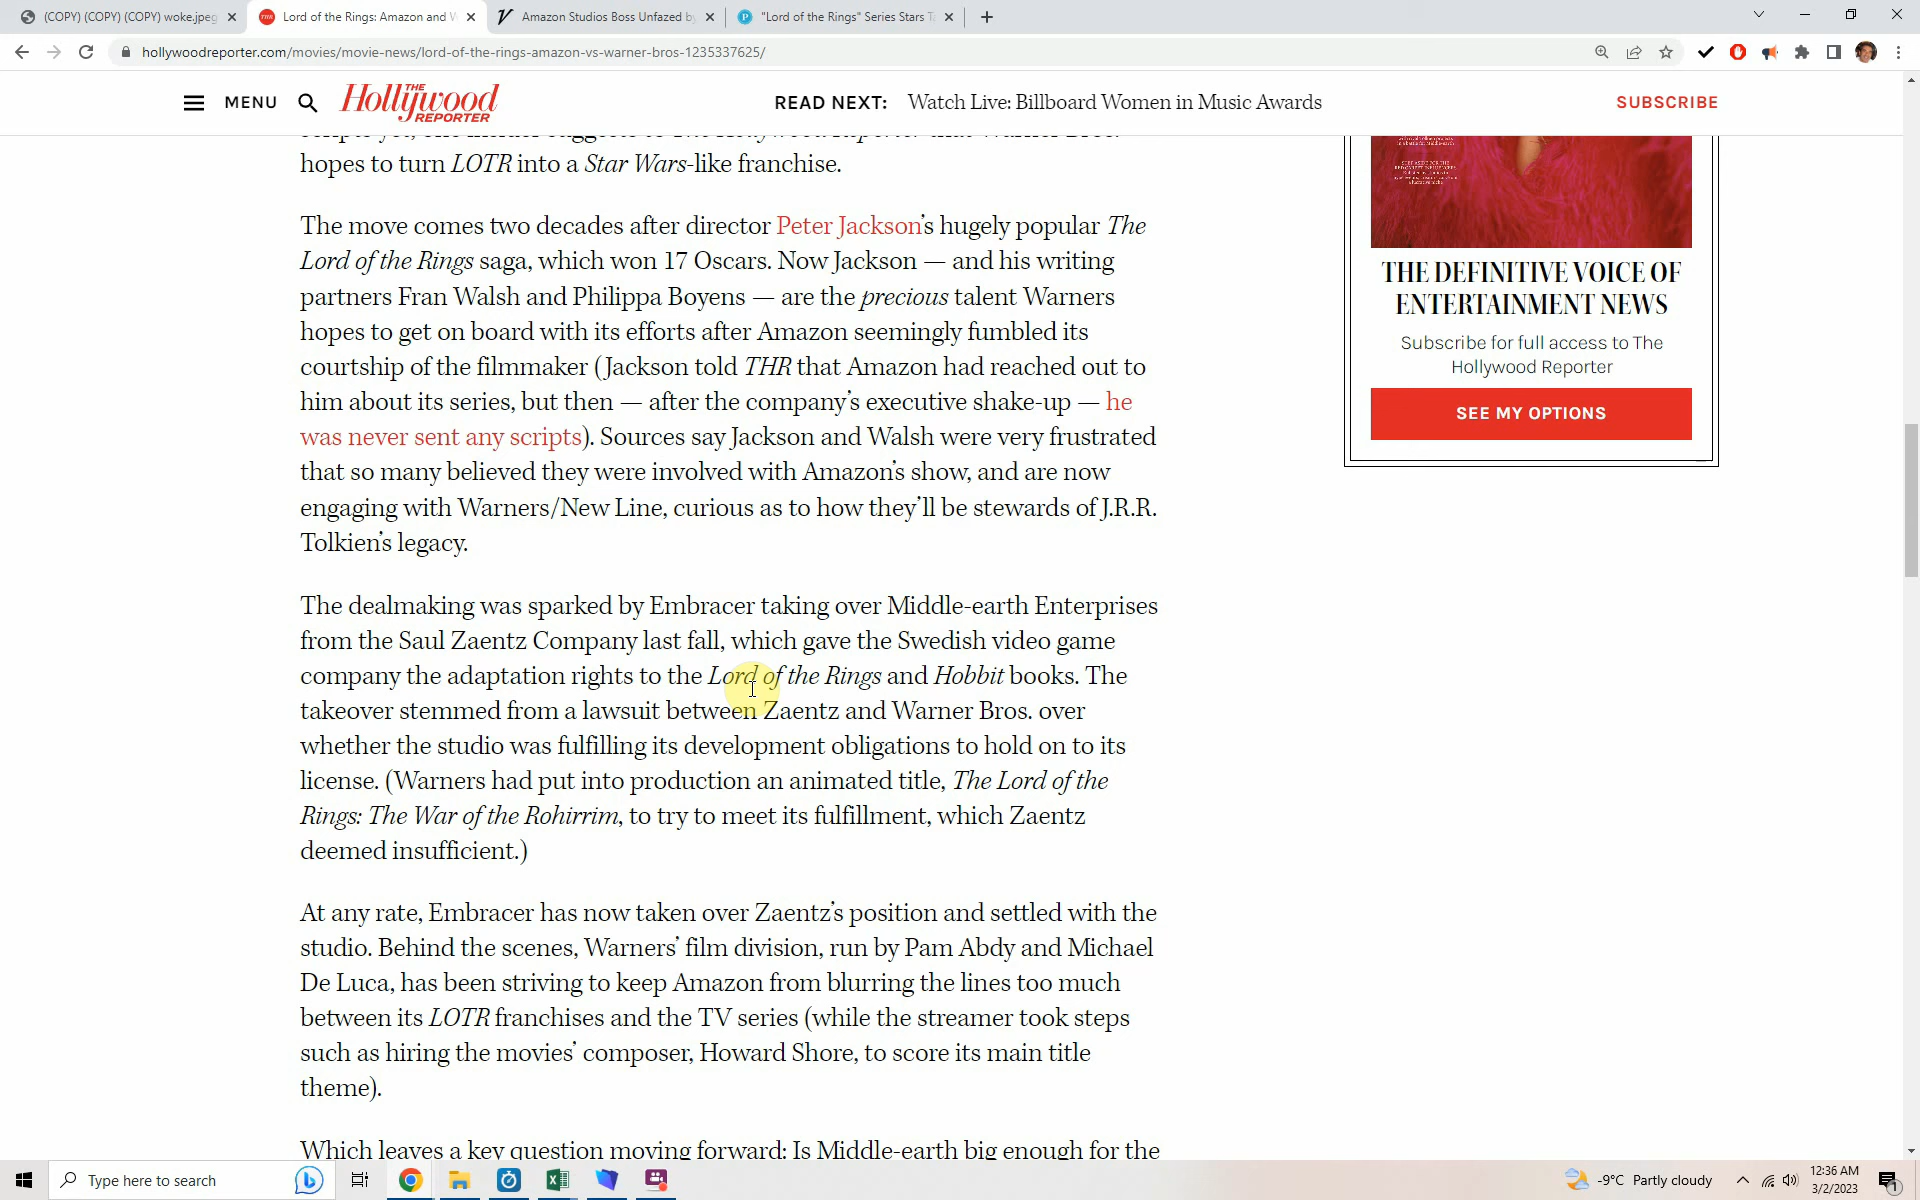 (COPY) (COPY) (COPY) woke.jpeg
Lord of the Rings: Amazon and W
Amazon Studios Boss Unfazed by
"Lord of the Rings" Series Stars T
hollywoodreporter.com/movies/movie-news/lord-of-the-rings-amazon-vs-warner-bros-1235337625/
MENU
THE Hollywood REPORTER
READ NEXT: Watch Live: Billboard Women in Music Awards
SUBSCRIBE
hopes to turn LOTR into a Star Wars-like franchise.
The move comes two decades after director Peter Jackson's hugely popular The
Lord of the Rings saga, which won 17 Oscars. Now Jackson — and his writing
partners Fran Walsh and Philippa Boyens — are the precious talent Warners
hopes to get on board with its efforts after Amazon seemingly fumbled its
courtship of the filmmaker (Jackson told THR that Amazon had reached out to
him about its series, but then — after the company's executive shake-up — he
was never sent any scripts). Sources say Jackson and Walsh were very frustrated
that so many believed they were involved with Amazon's show, and are now
engaging with Warners/New Line, curious as to how they'll be stewards of J.R.R.
Tolkien's legacy.
The dealmaking was sparked by Embracer taking over Middle-earth Enterprises
from the Saul Zaentz Company last fall, which gave the Swedish video game
company the adaptation rights to the Lord of the Rings and Hobbit books. The
takeover stemmed from a lawsuit between Zaentz and Warner Bros. over
whether the studio was fulfilling its development obligations to hold on to its
license. (Warners had put into production an animated title, The Lord of the
Rings: The War of the Rohirrim, to try to meet its fulfillment, which Zaentz
deemed insufficient.)
At any rate, Embracer has now taken over Zaentz's position and settled with the
studio. Behind the scenes, Warners' film division, run by Pam Abdy and Michael
De Luca, has been striving to keep Amazon from blurring the lines too much
between its LOTR franchises and the TV series (while the streamer took steps
such as hiring the movies' composer, Howard Shore, to score its main title
theme).
Which leaves a key question moving forward: Is Middle-earth big enough for the
THE DEFINITIVE VOICE OF
ENTERTAINMENT NEWS
Subscribe for full access to The
Hollywood Reporter
SEE MY OPTIONS
Type here to search
-9°C Partly cloudy
12:36 AM
3/2/2023
1